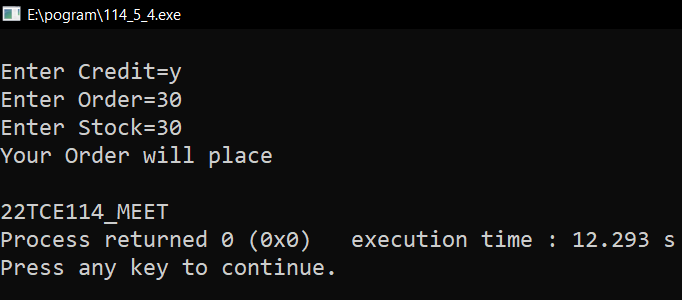 E:\pogram\114_5_4.exe
Enter Credit=y
Enter Order=30
Enter Stock=30
Your Order will place
22TCE114_MEET
Process returned 0 (0x0)   execution time : 12.293 s
Press any key to continue.